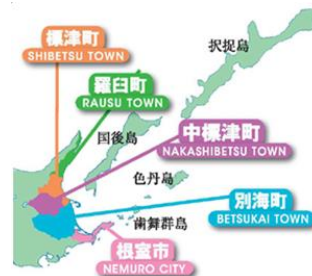 標津町
SHIBETSU TOWN
択捉島
羅臼町
RAUSU TOWN
国後島
中標津町
NAKASHIBETSU TOWN
色丹島
別海町
BETSUKAI TOWN
歯舞群島
根室市
NEMURO CITY